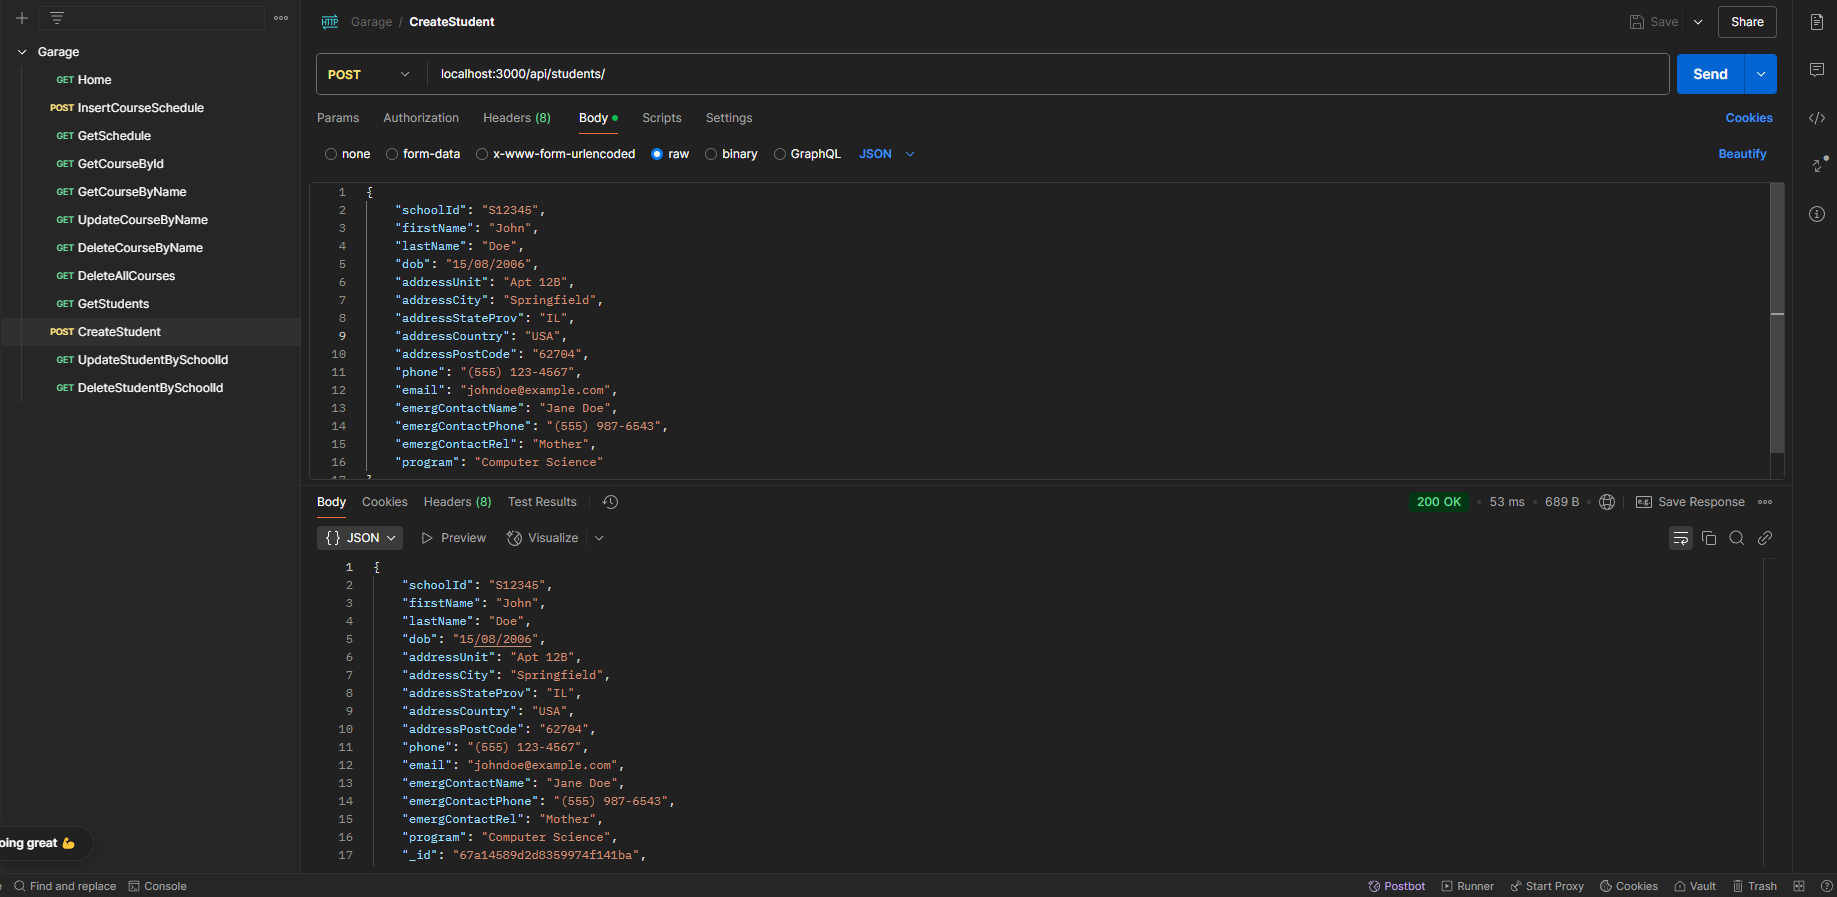 Garage
GET Home
POST InsertCourseSchedule
GET GetSchedule
GET GetCourseById
GET GetCourseByName
GET UpdateCourseByName
GET DeleteCourseByName
GET DeleteAllCourses
GET GetStudents
POST CreateStudent
GET UpdateStudentBySchoolId
GET DeleteStudentBySchoolId
HTTP Garage / CreateStudent
Save
Share
POST localhost:3000/api/students/
Send
Params Authorization Headers (8) Body Scripts Settings
Cookies
none form-data x-www-form-urlencoded raw binary GraphQL JSON
Beautify
1 {
2 "schoolId": "S12345",
3 "firstName": "John",
4 "lastName": "Doe",
5 "dob": "15/08/2006",
6 "addressUnit": "Apt 12B",
7 "addressCity": "Springfield",
8 "addressStateProv": "IL",
9 "addressCountry": "USA",
10 "addressPostCode": "62704",
11 "phone": "(555) 123-4567",
12 "email": "johndoe@example.com",
13 "emergContactName": "Jane Doe",
14 "emergContactPhone": "(555) 987-6543",
15 "emergContactRel": "Mother",
16 "program": "Computer Science"
Body Cookies Headers (8) Test Results
200 OK 53 ms 689 B
e.g. Save Response
{} JSON Preview Visualize
1 {
2 "schoolId": "S12345",
3 "firstName": "John",
4 "lastName": "Doe",
5 "dob": "15/08/2006",
6 "addressUnit": "Apt 12B",
7 "addressCity": "Springfield",
8 "addressStateProv": "IL",
9 "addressCountry": "USA",
10 "addressPostCode": "62704",
11 "phone": "(555) 123-4567",
12 "email": "johndoe@example.com",
13 "emergContactName": "Jane Doe",
14 "emergContactPhone": "(555) 987-6543",
15 "emergContactRel": "Mother",
16 "program": "Computer Science",
17 "_id": "67a14589d2d8359974f141ba",
oing great 💪
Find and replace Console
Postbot Runner Start Proxy Cookies Vault Trash